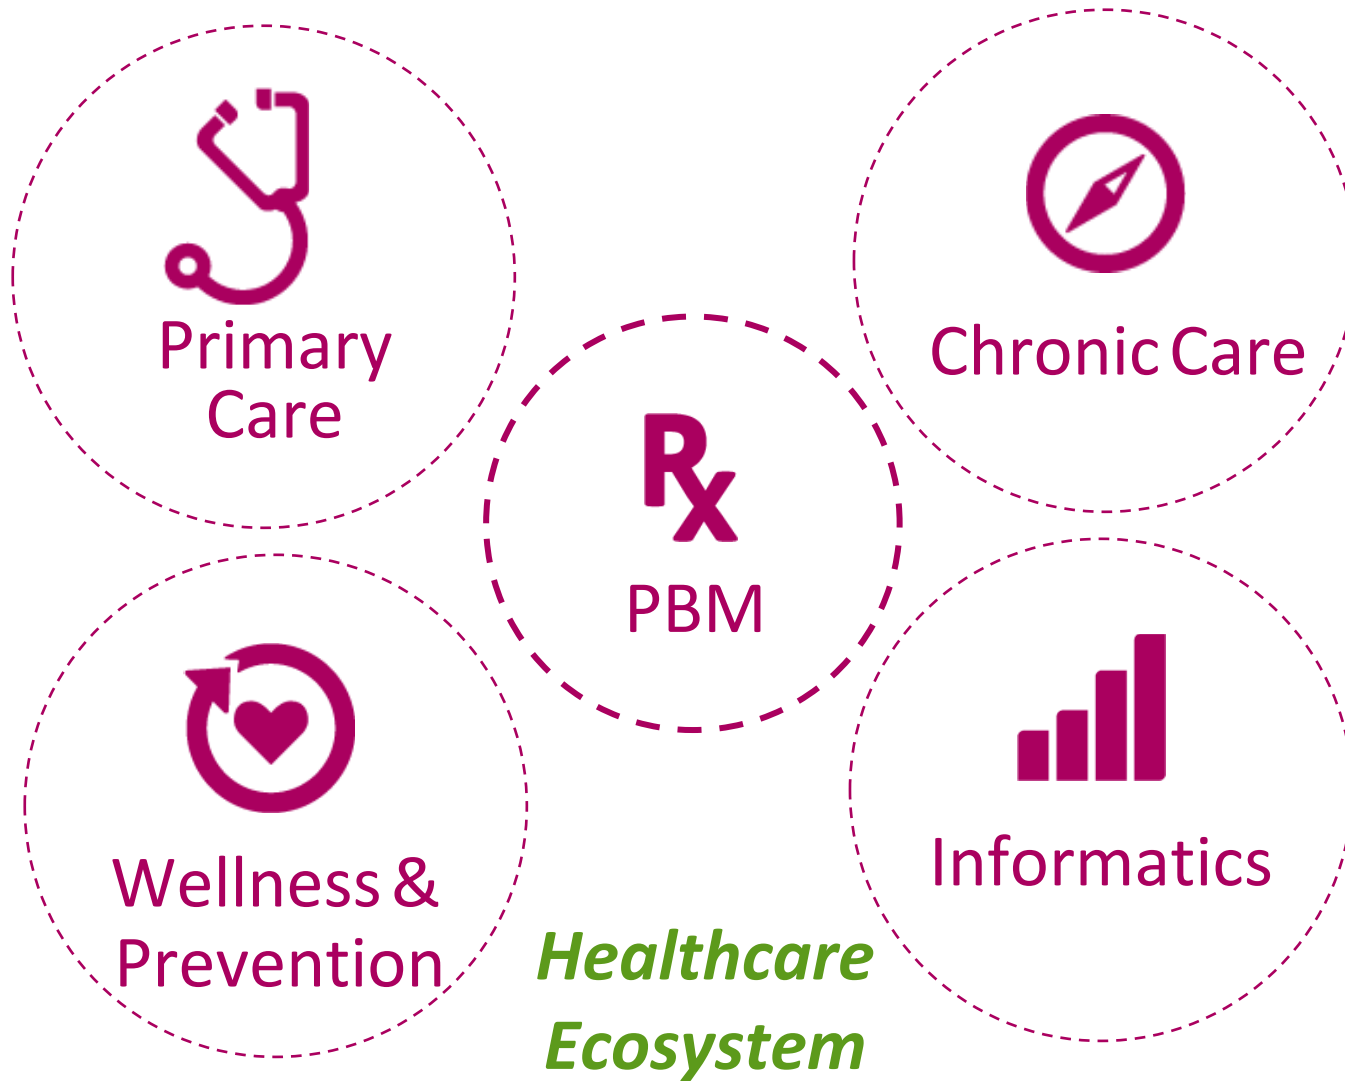 Primary
Care
Chronic Care
Rx
PBM
Wellness &
Prevention
Informatics
Healthcare
Ecosystem